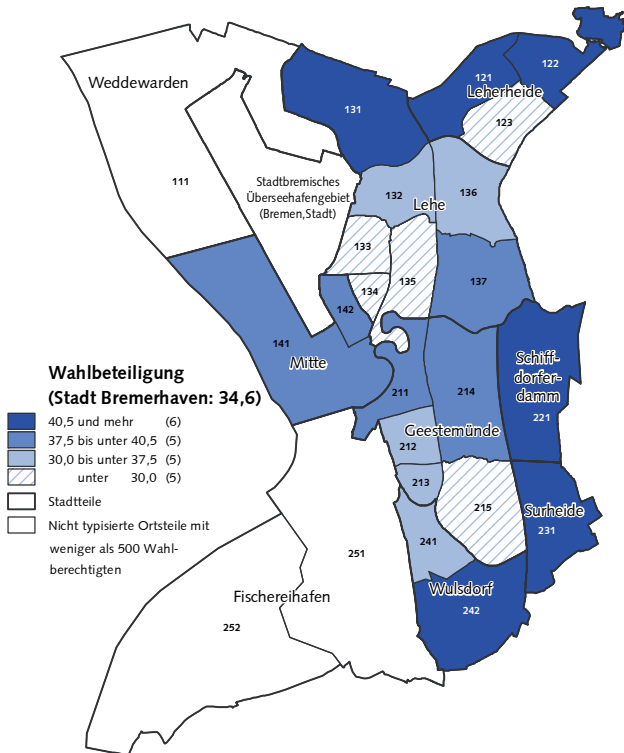 Weddewarden
121
122
Leherheide
131
123
111
Stadtbremisches
Überseehafengebiet
(Bremen,Stadt)
132
136
Lehe
133
135
134
137
142
141
Mitte
Wahlbeteiligung
(Stadt Bremerhaven: 34,6)
40,5 und mehr (6)
37,5 bis unter 40,5 (5)
30,0 bis unter 37,5 (5)
unter 30,0 (5)
Stadtteile
Nicht typisierte Ortsteile mit
weniger als 500 Wahl-
berechtigten
211
214
Schiff-
dorfer-
damm
221
Geestemünde
212
213
215
Surheide
231
241
251
Wulsdorf
242
Fischereihafen
252